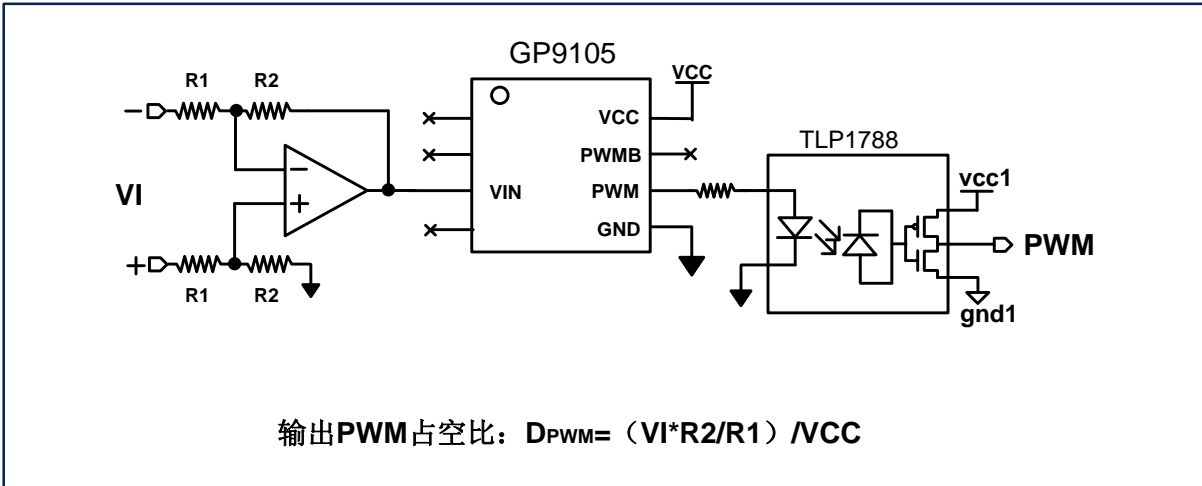 GP9105
R1
R2
VCC
−
VCC
TLP1788
−
PWMB
vcc1
VI
VIN
PWM
+
PWM
GND
+
R1
R2
gnd1
输出PWM占空比：DPWM=（VI*R2/R1）/VCC